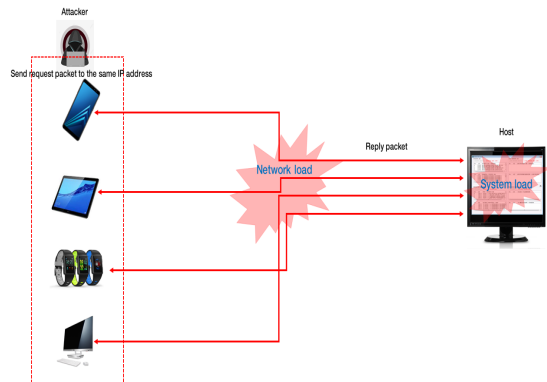 Attacker
Send request packet to the same IP address
Host
Reply packet
Network load
System load